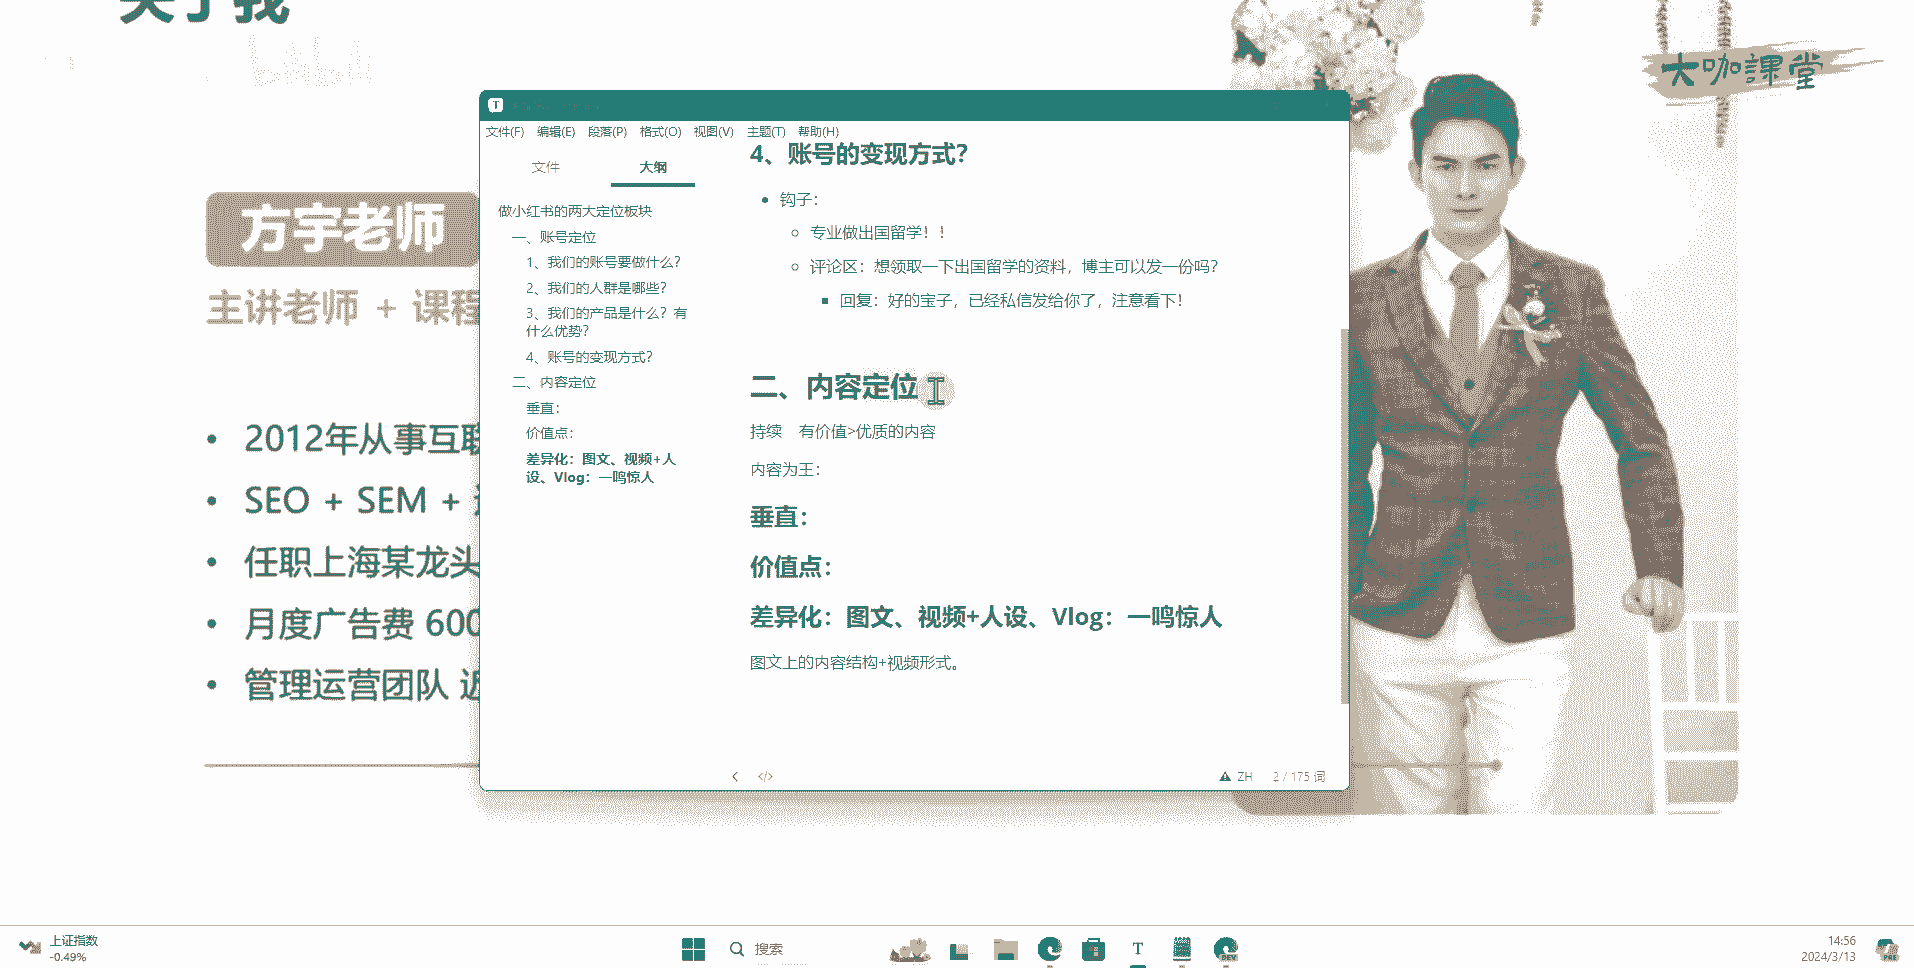 关于我
bilibili
大咖課堂
方宇老师
主讲老师 + 课程
2012年从事互联
SEO + SEM +
任职上海某龙头
月度广告费 600
管理运营团队 近
T
文件(F) 编辑(E) 段落(P) 格式(O) 视图(V) 主题(T) 帮助(H)
文件 大纲
做小红书的两大定位板块
一、账号定位
1、我们的账号要做什么?
2、我们的人群是哪些?
3、我们的产品是什么? 有
什么优势?
4、账号的变现方式?
二、内容定位
垂直:
价值点:
差异化: 图文、视频+人
设、Vlog: 一鸣惊人
4、账号的变现方式?
钩子:
专业做出国留学! !
评论区: 想领取一下出国留学的资料, 博主可以发一份吗?
回复: 好的宝子, 已经私信发给你了, 注意看下!
二、内容定位
持续 有价值>优质的内容
内容为王:
垂直:
价值点:
差异化: 图文、视频+人设、Vlog: 一鸣惊人
图文上的内容结构+视频形式。
</> ZH 2 / 175 词
上证指数
-0.49%
搜索
T
DEV
14:56
2024/3/13
PRE